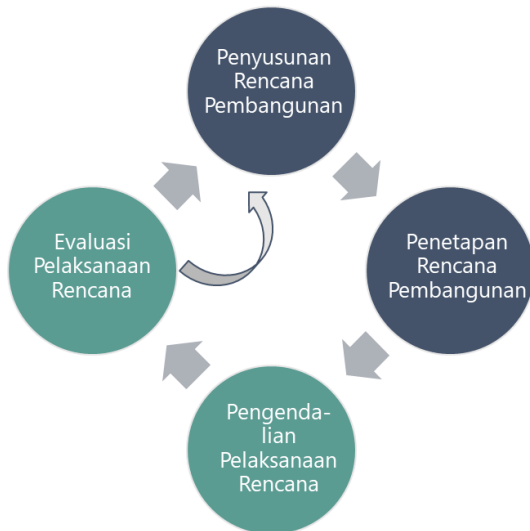 Penyusunan
Rencana
Pembangunan
Penetapan
Rencana
Pembangunan
Pengenda-
lian
Pelaksanaan
Rencana
Evaluasi
Pelaksanaan
Rencana